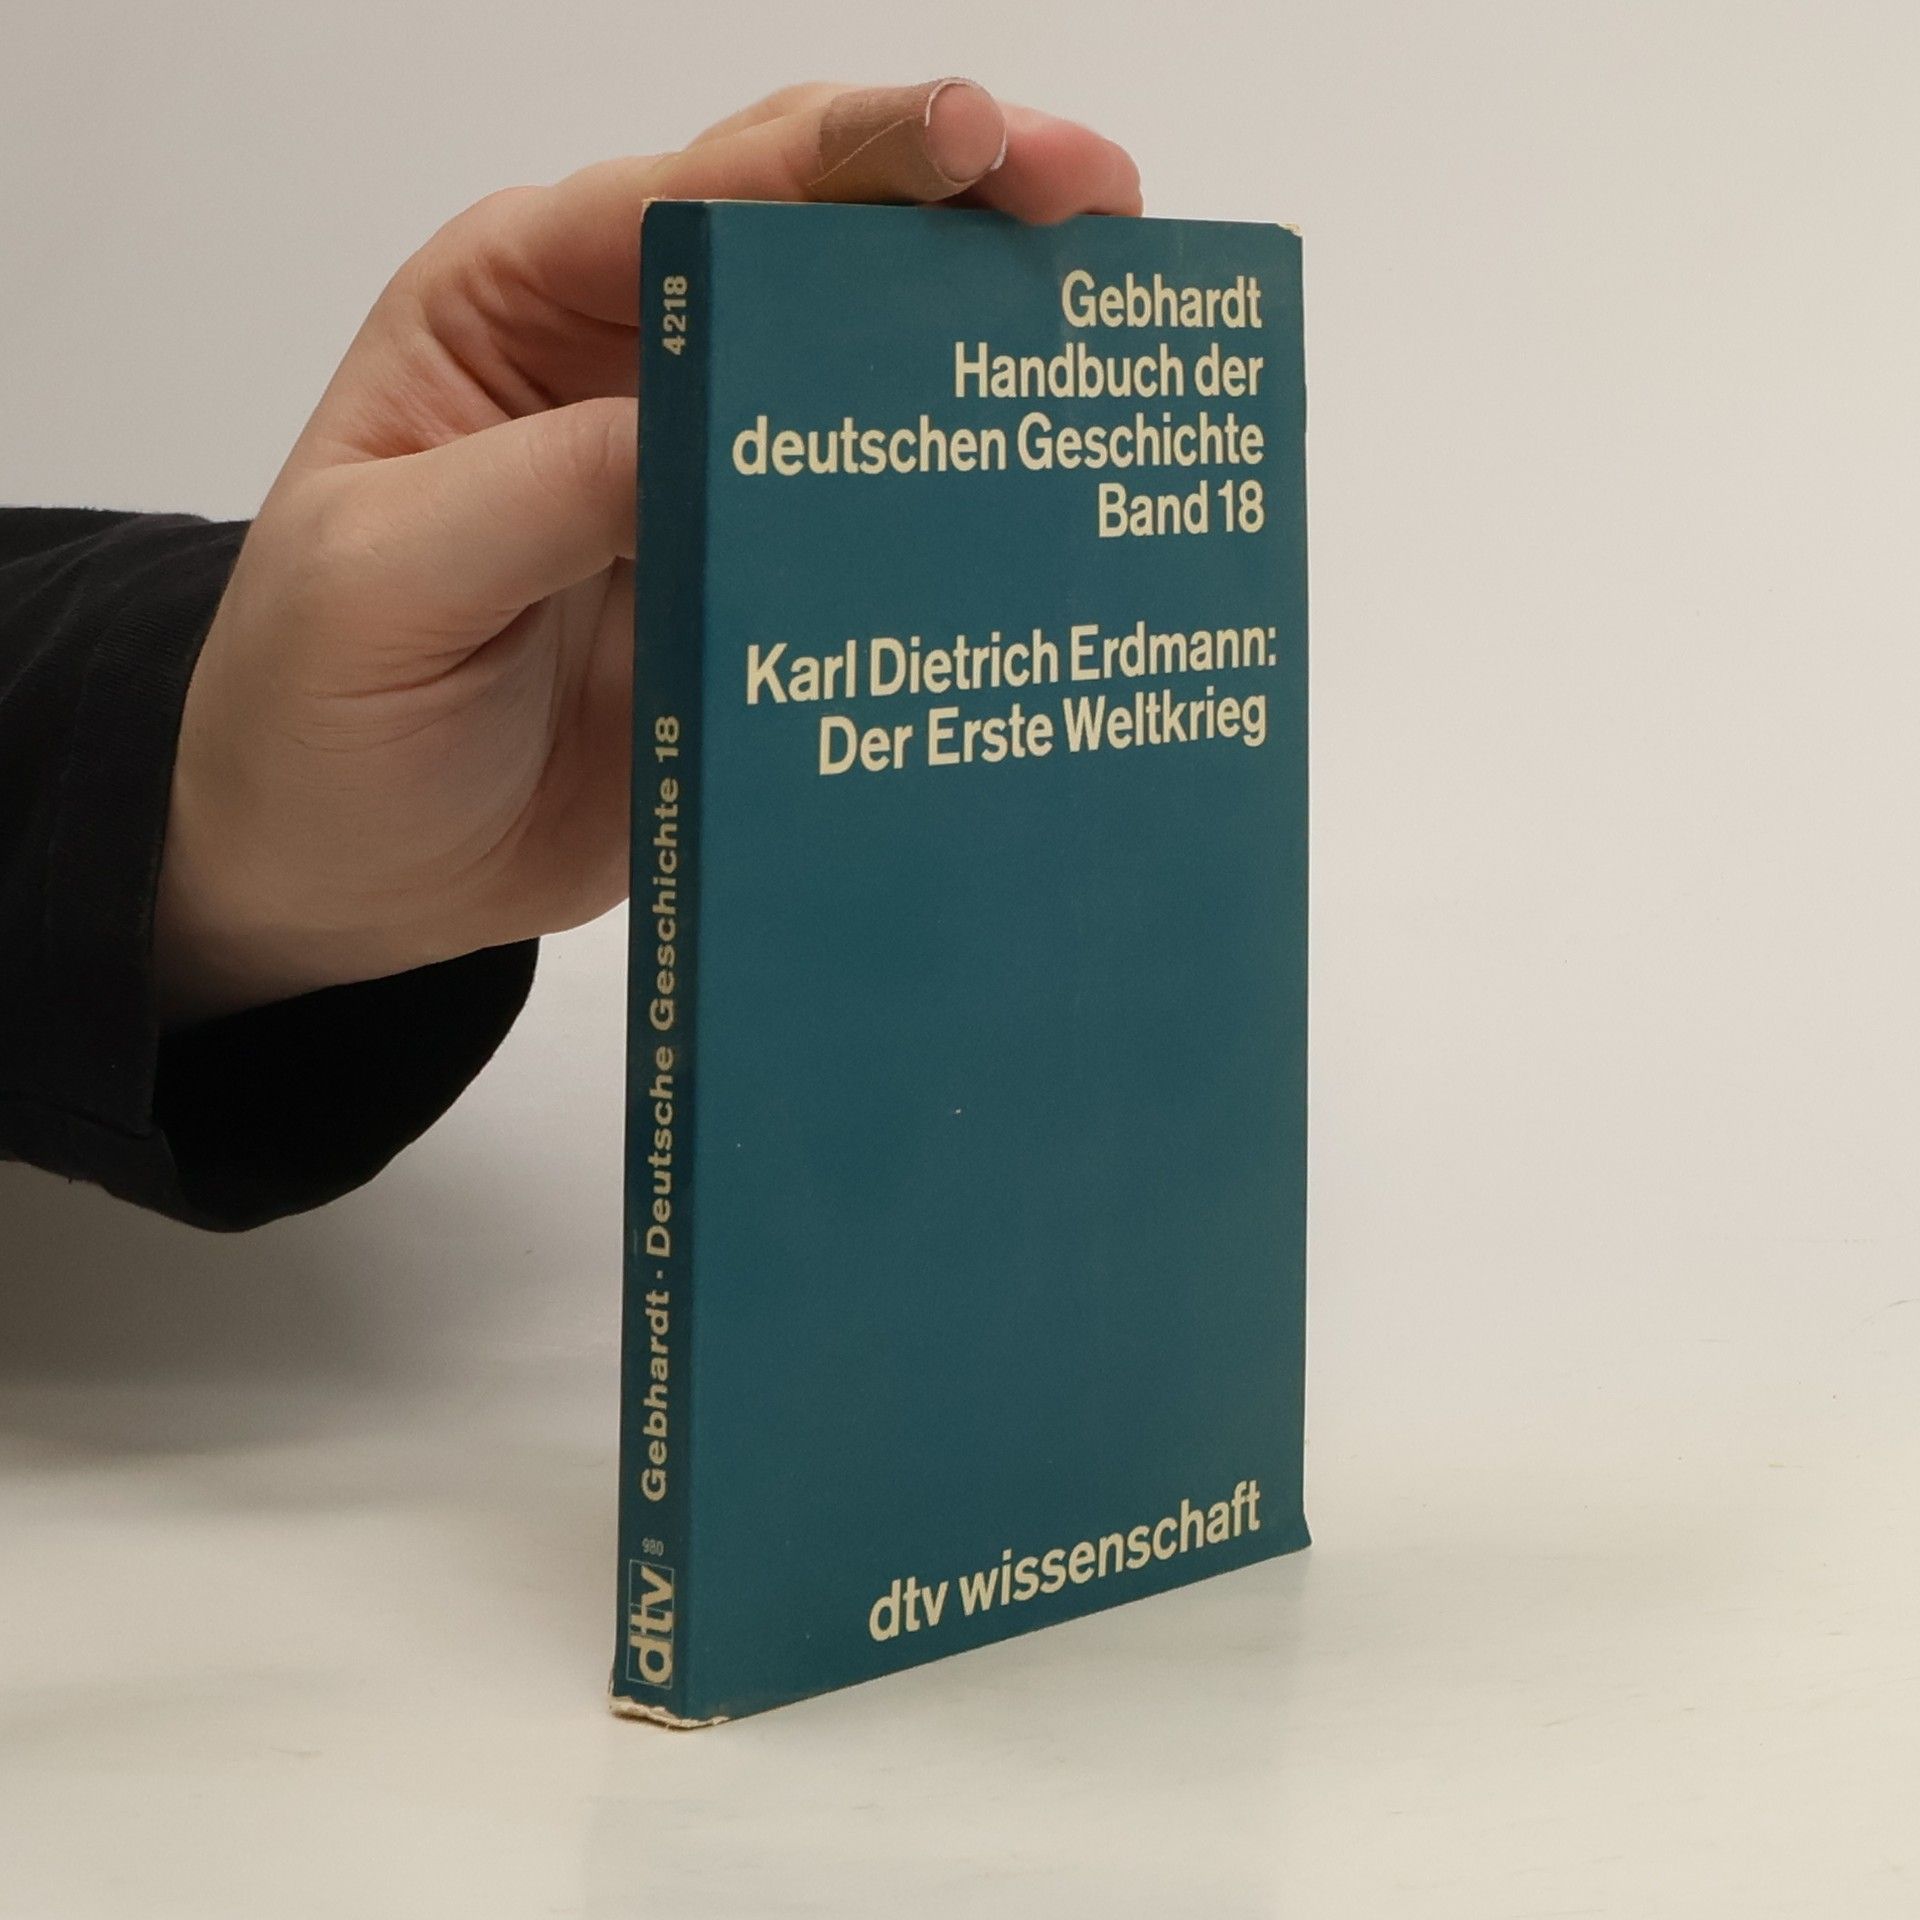 Gebhardt
Handbuch der
deutschen Geschichte
Band 18
Karl Dietrich Erdmann:
Der Erste Weltkrieg
dtv wissenschaft
4218
Gebhardt · Deutsche Geschichte 18
980
dtv